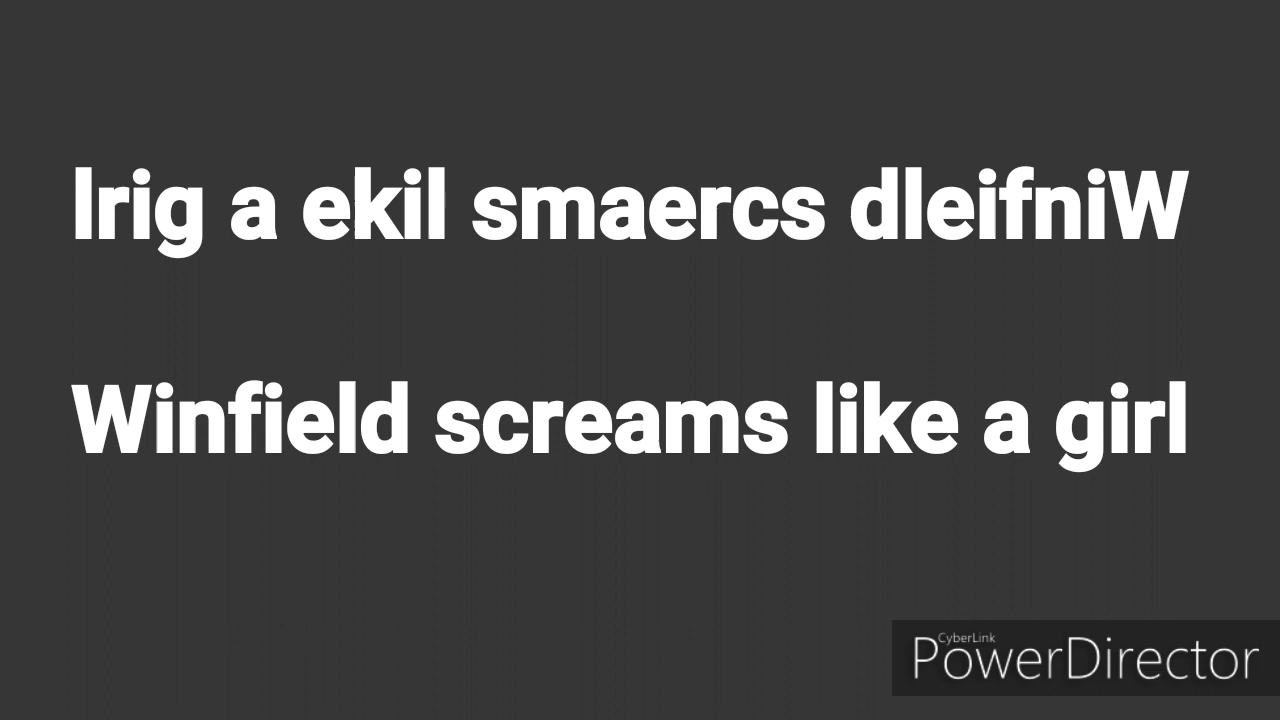 lrig a ekil smaercs dleifniW
Winfield screams like a girl
CyberLink
PowerDirector